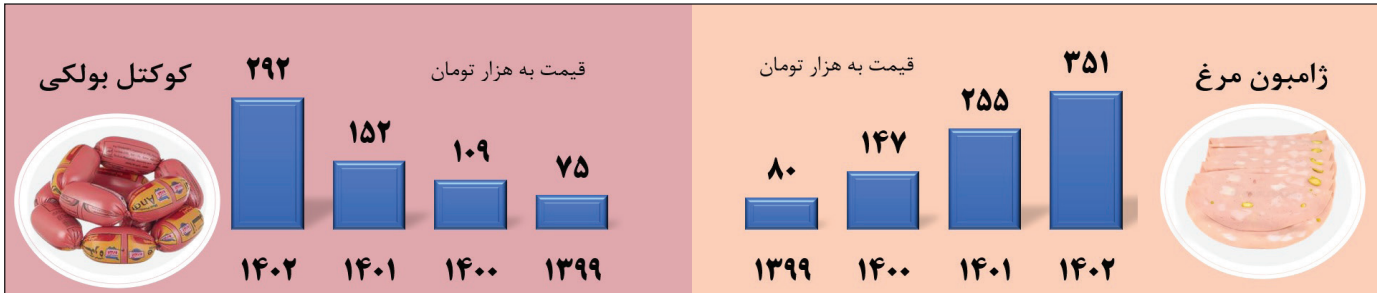 ژامبون مرغ
قیمت به هزار تومان
۳۵۱
۲۵۵
۱۴۷
۸۰
۱۳۹۹ ۱۴۰۰ ۱۴۰۱ ۱۴۰۲
کوکتل بولکی
قیمت به هزار تومان
۲۹۲
۱۵۲
۱۰۹
۷۵
۱۴۰۲ ۱۴۰۱ ۱۴۰۰ ۱۳۹۹